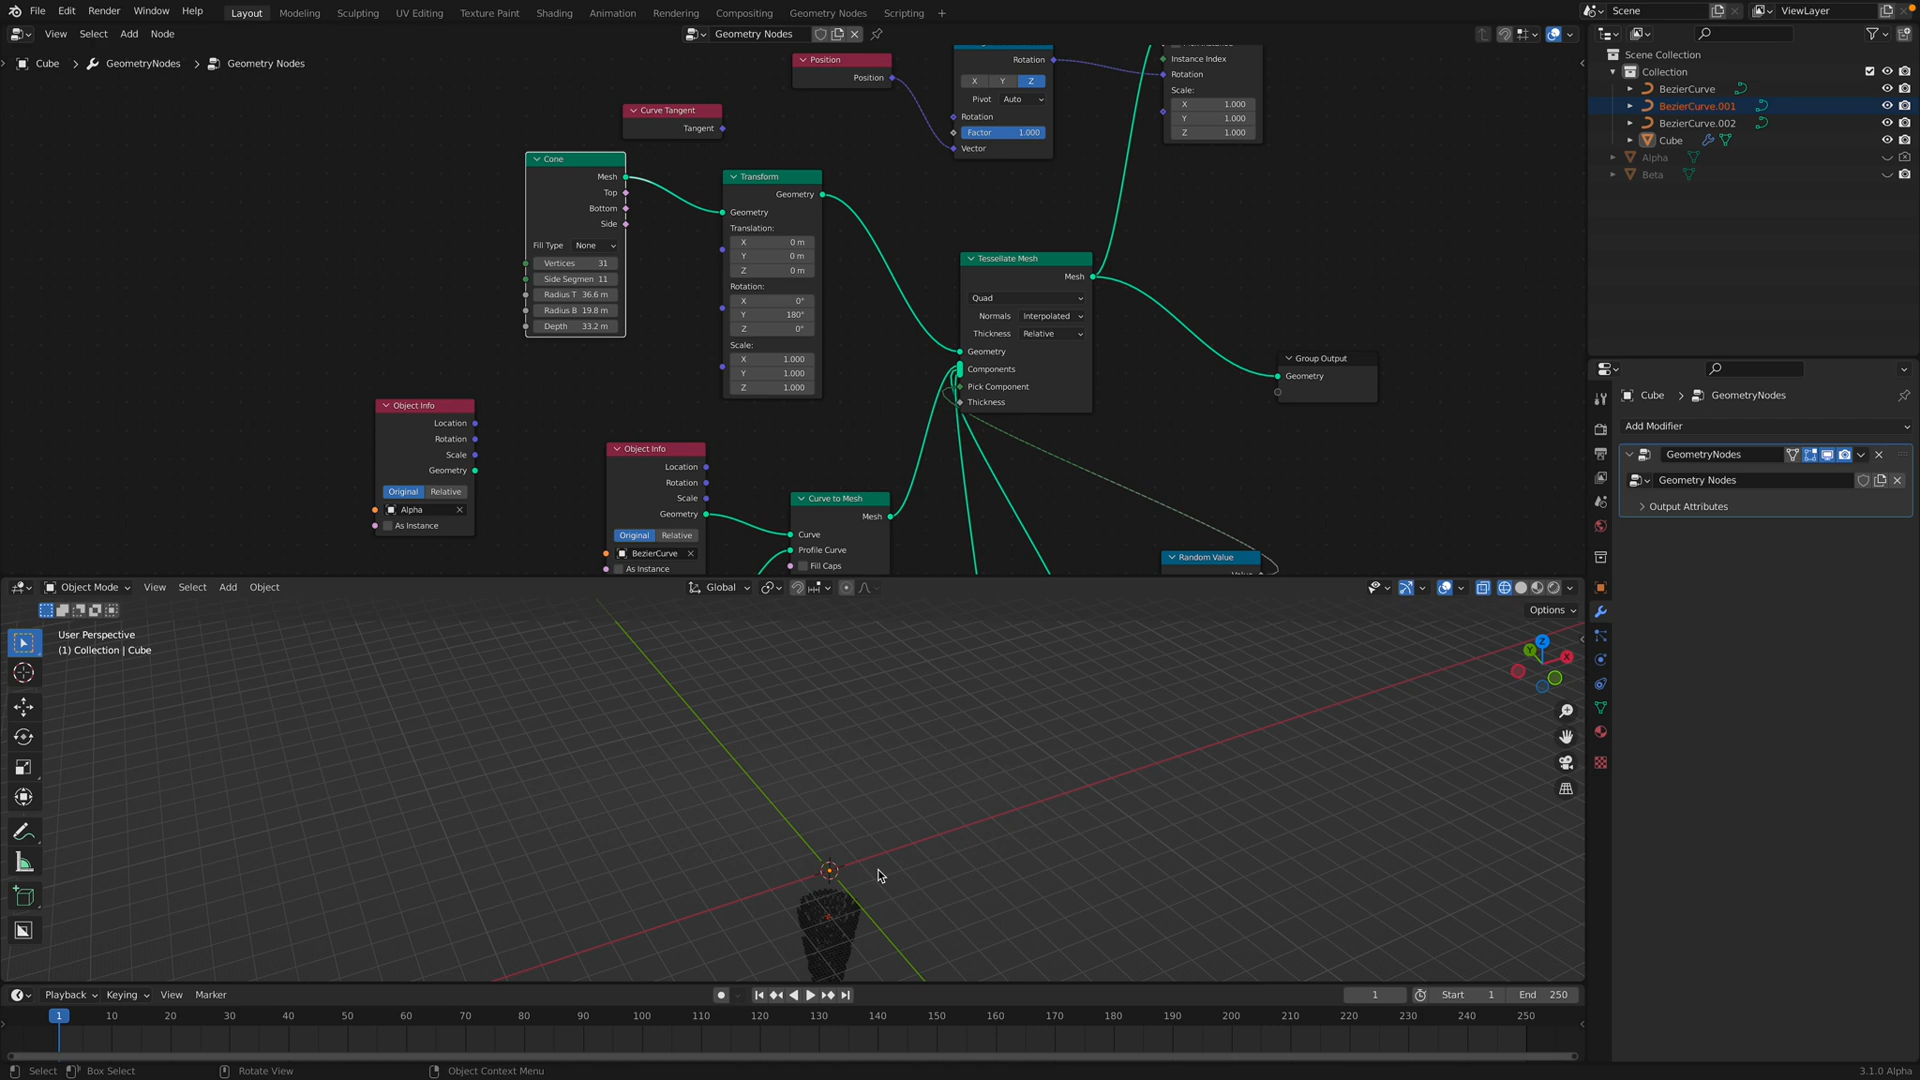 File Edit Render Window Help Layout Modeling Sculpting UV Editing Texture Paint Shading Animation Rendering Compositing Geometry Nodes Scripting + Scene ViewLayer
View Select Add Node Geometry Nodes
Cube > GeometryNodes > Geometry Nodes
Scene Collection
Collection
BezierCurve
BezierCurve.001
BezierCurve.002
Cube
Alpha
Beta
Position
Position
Rotation
X Y Z
Pivot Auto
Rotation
Factor 1.000
Vector
Instance Index
Rotation
Scale:
X 1.000
Y 1.000
Z 1.000
Curve Tangent
Tangent
Cone
Mesh
Top
Bottom
Side
Fill Type None
Vertices 31
Side Segmen 11
Radius T 36.6 m
Radius B 19.8 m
Depth 33.2 m
Transform
Geometry
Geometry
Translation:
X 0 m
Y 0 m
Z 0 m
Rotation:
X 0°
Y 180°
Z 0°
Scale:
X 1.000
Y 1.000
Z 1.000
Tessellate Mesh
Mesh
Quad
Normals Interpolated
Thickness Relative
Geometry
Components
Pick Component
Thickness
Group Output
Geometry
Object Info
Location
Rotation
Scale
Geometry
Original Relative
Alpha
As Instance
Object Info
Location
Rotation
Scale
Geometry
Original Relative
BezierCurve
As Instance
Curve to Mesh
Mesh
Curve
Profile Curve
Fill Caps
Random Value
Cube > GeometryNodes
Add Modifier
GeometryNodes
Geometry Nodes
Output Attributes
Object Mode View Select Add Object Global
Options
User Perspective
(1) Collection | Cube
Z
Y X
Playback Keying View Marker 1 Start 1 End 250
1 10 20 30 40 50 60 70 80 90 100 110 120 130 140 150 160 170 180 190 200 210 220 230 240 250
Select Box Select Rotate View Object Context Menu 3.1.0 Alpha